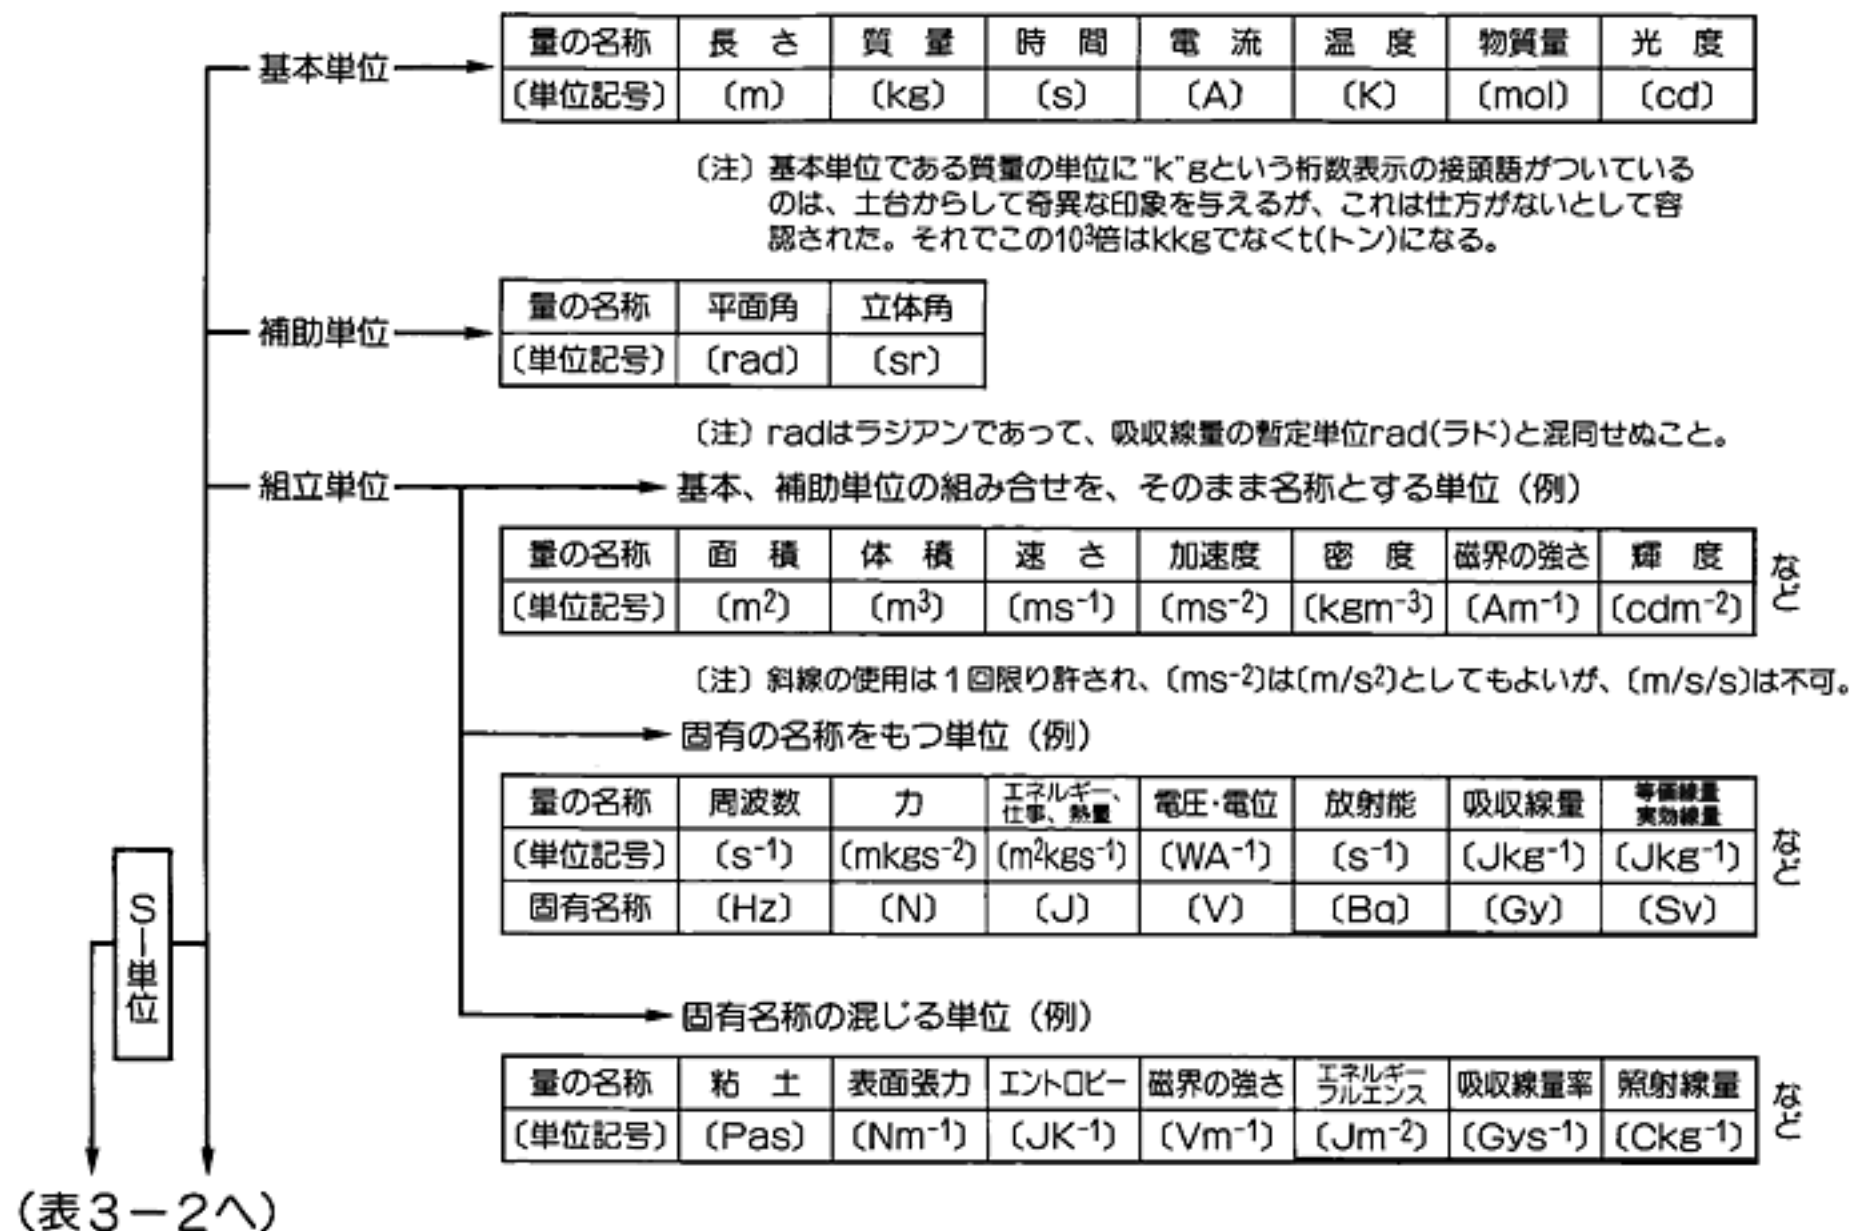 基本単位
量の名称 長さ 質量 時間 電流 温度 物質量 光度
〔単位記号〕 〔m〕 〔kg〕 〔s〕 〔A〕 〔K〕 〔mol〕 〔cd〕
〔注〕基本単位である質量の単位に“k”gという桁数表示の接頭語がついている
のは、土台からして奇異な印象を与えるが、これは仕方がないとして容
認された。それでこの10³倍はkkgでなくt(トン)になる。
補助単位
量の名称 平面角 立体角
〔単位記号〕 〔rad〕 〔sr〕
〔注〕radはラジアンであって、吸収線量の暫定単位rad(ラド)と混同せぬこと。
組立単位
基本、補助単位の組み合せを、そのまま名称とする単位(例)
量の名称 面積 体積 速さ 加速度 密度 磁界の強さ 輝度
〔単位記号〕 〔m²〕 〔m³〕 〔ms⁻¹〕 〔ms⁻²〕 〔kgm⁻³〕 〔Am⁻¹〕 〔cdm⁻²〕
など
〔注〕斜線の使用は1回限り許され、〔ms⁻²〕は〔m/s²〕としてもよいが、〔m/s/s〕は不可。
固有の名称をもつ単位(例)
量の名称 周波数 力 エネルギー、仕事、熱量 電圧・電位 放射能 吸収線量 等価線量 実効線量
〔単位記号〕 〔s⁻¹〕 〔mkgs⁻²〕 〔m²kgs⁻¹〕 〔WA⁻¹〕 〔s⁻¹〕 〔Jkg⁻¹〕 〔Jkg⁻¹〕
固有名称 〔Hz〕 〔N〕 〔J〕 〔V〕 〔Bq〕 〔Gy〕 〔Sv〕
など
SI単位
固有名称の混じる単位(例)
量の名称 粘土 表面張力 エントロピー 磁界の強さ エネルギーフルエンス 吸収線量率 照射線量
〔単位記号〕 〔Pas〕 〔Nm⁻¹〕 〔JK⁻¹〕 〔Vm⁻¹〕 〔Jm⁻²〕 〔Gys⁻¹〕 〔Ckg⁻¹〕
など
(表3-2へ)